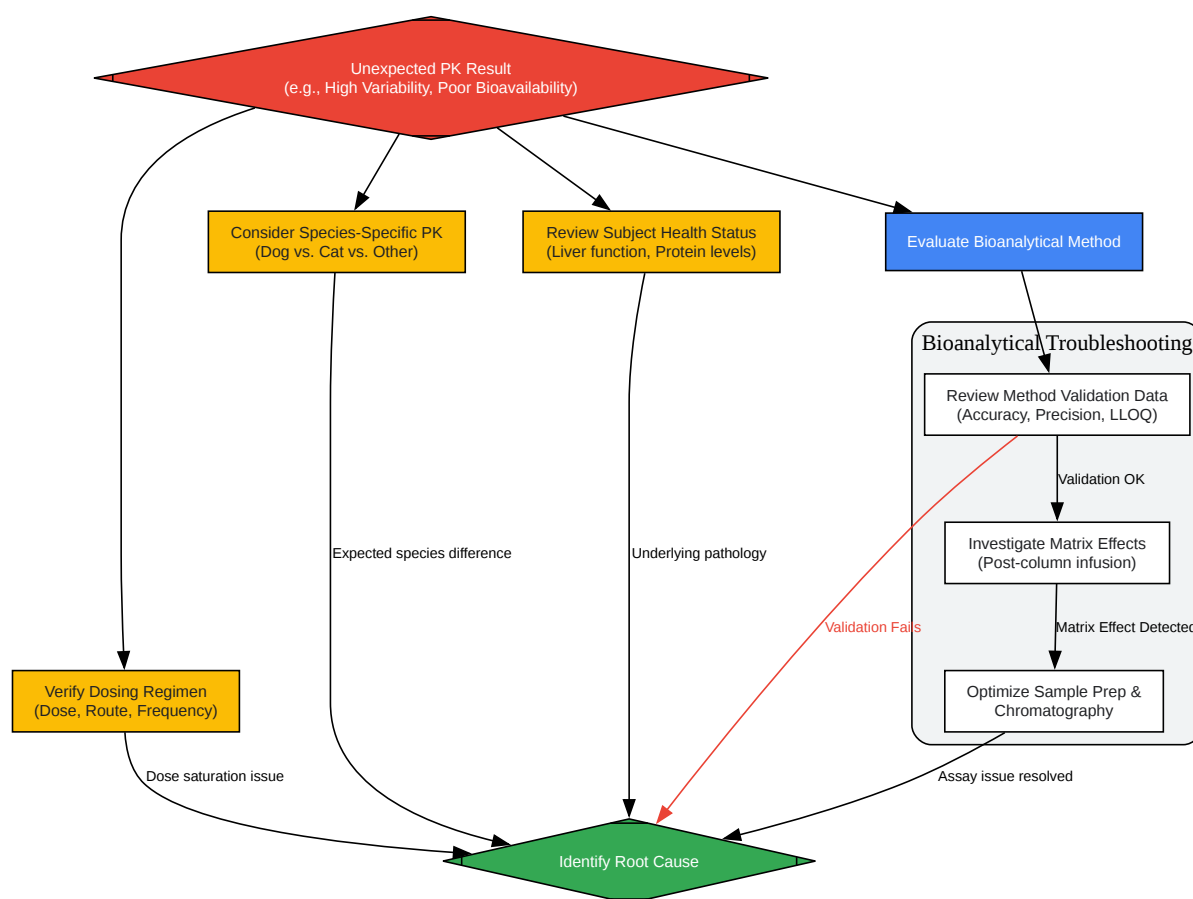 Unexpected PK Result
(e.g., High Variability, Poor Bioavailability)
Consider Species-Specific PK
(Dog vs. Cat vs. Other)
Review Subject Health Status
(Liver function, Protein levels)
Evaluate Bioanalytical Method
Bioanalytical Troubleshooting
Review Method Validation Data
(Accuracy, Precision, LLOQ)
Validation OK
Investigate Matrix Effects
(Post-column infusion)
Expected species difference
Underlying pathology
Validation Fails
Matrix Effect Detected
Verify Dosing Regimen
(Dose, Route, Frequency)
Optimize Sample Prep &
Chromatography
Dose saturation issue
Assay issue resolved
Identify Root Cause